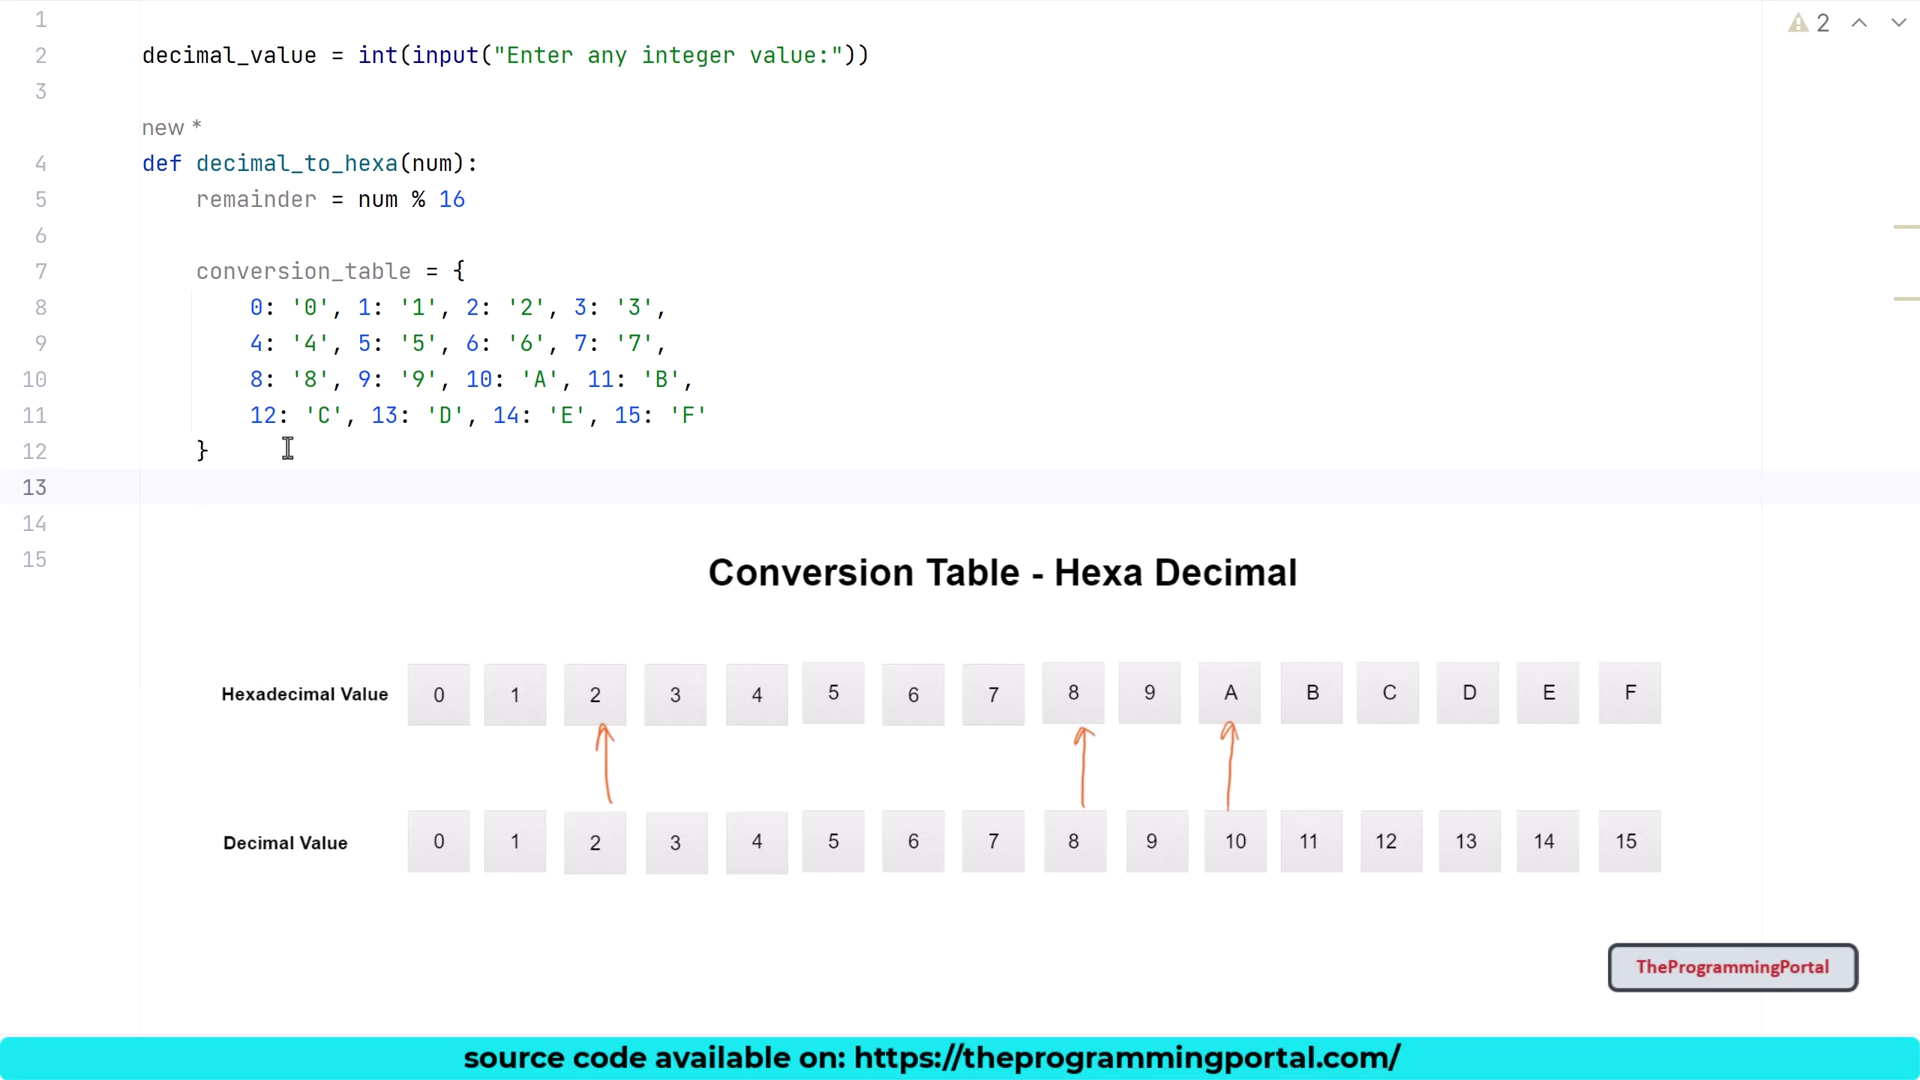 2
1
2 decimal_value = int(input("Enter any integer value:"))
3
new *
4 def decimal_to_hexa(num):
5 remainder = num % 16
6
7 conversion_table = {
8 0: '0', 1: '1', 2: '2', 3: '3',
9 4: '4', 5: '5', 6: '6', 7: '7',
10 8: '8', 9: '9', 10: 'A', 11: 'B',
11 12: 'C', 13: 'D', 14: 'E', 15: 'F'
12 }
13
14
15
Conversion Table - Hexa Decimal
Hexadecimal Value 0 1 2 3 4 5 6 7 8 9 A B C D E F
Decimal Value 0 1 2 3 4 5 6 7 8 9 10 11 12 13 14 15
TheProgrammingPortal
source code available on: https://theprogrammingportal.com/